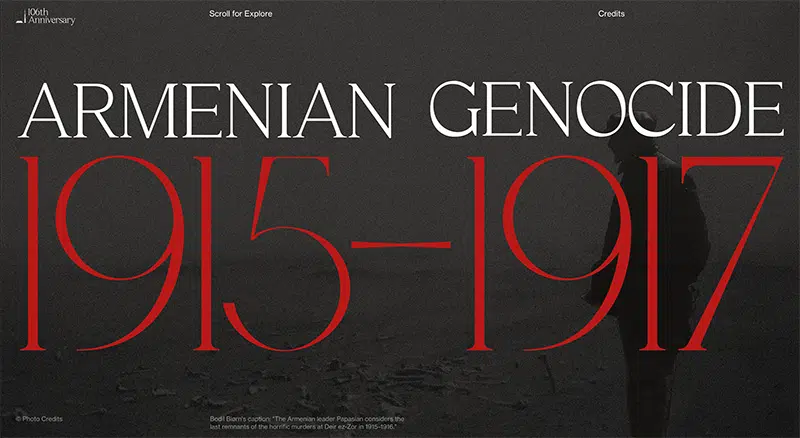 106th
Anniversary
Scroll for Explore
Credits
ARMENIAN GENOCIDE
1915–1917
© Photo Credits
Bodil Biørn's caption: "The Armenian leader Papasian considers the
last remnants of the horrific murders at Deir ez-Zor in 1915-1916."